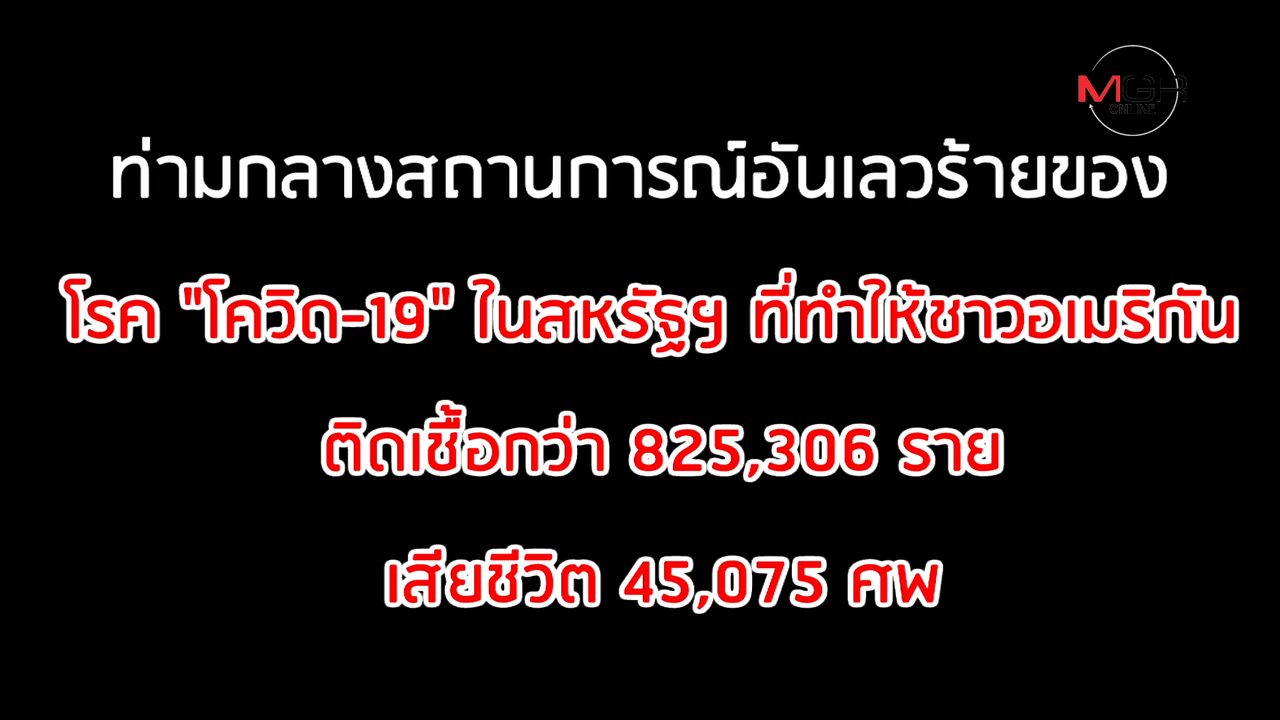 MGR
ONLINE
ท่ามกลางสถานการณ์อันเลวร้ายของ
โรค "โควิด-19" ในสหรัฐฯ ที่ทำให้ชาวอเมริกัน
ติดเชื้อกว่า 825,306 ราย
เสียชีวิต 45,075 ศพ